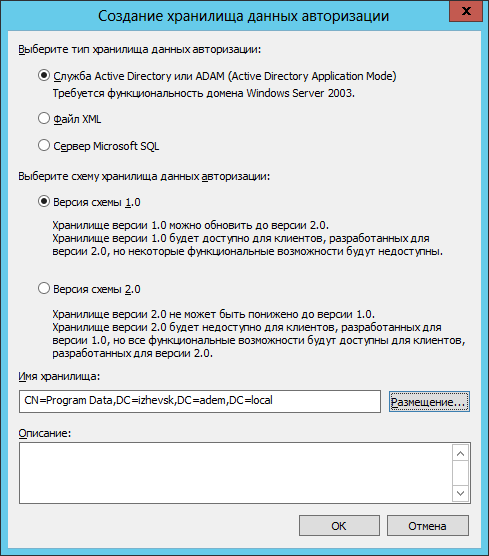 Создание хранилища данных авторизации
x
Выберите тип хранилища данных авторизации:
Служба Active Directory или ADAM (Active Directory Application Mode)
Требуется функциональность домена Windows Server 2003.
Файл XML
Сервер Microsoft SQL
Выберите схему хранилища данных авторизации:
Версия схемы 1.0
Хранилище версии 1.0 можно обновить до версии 2.0.
Хранилище версии 1.0 будет доступно для клиентов, разработанных для
версии 2.0, но некоторые функциональные возможности будут недоступны.
Версия схемы 2.0
Хранилище версии 2.0 не может быть понижено до версии 1.0.
Хранилище версии 2.0 будет недоступно для клиентов, разработанных для
версии 1.0, но все функциональные возможности будут доступны для клиентов,
разработанных для версии 2.0.
Имя хранилища:
CN=Program Data,DC=izhevsk,DC=adem,DC=local
Размещение...
Описание:
ОК
Отмена